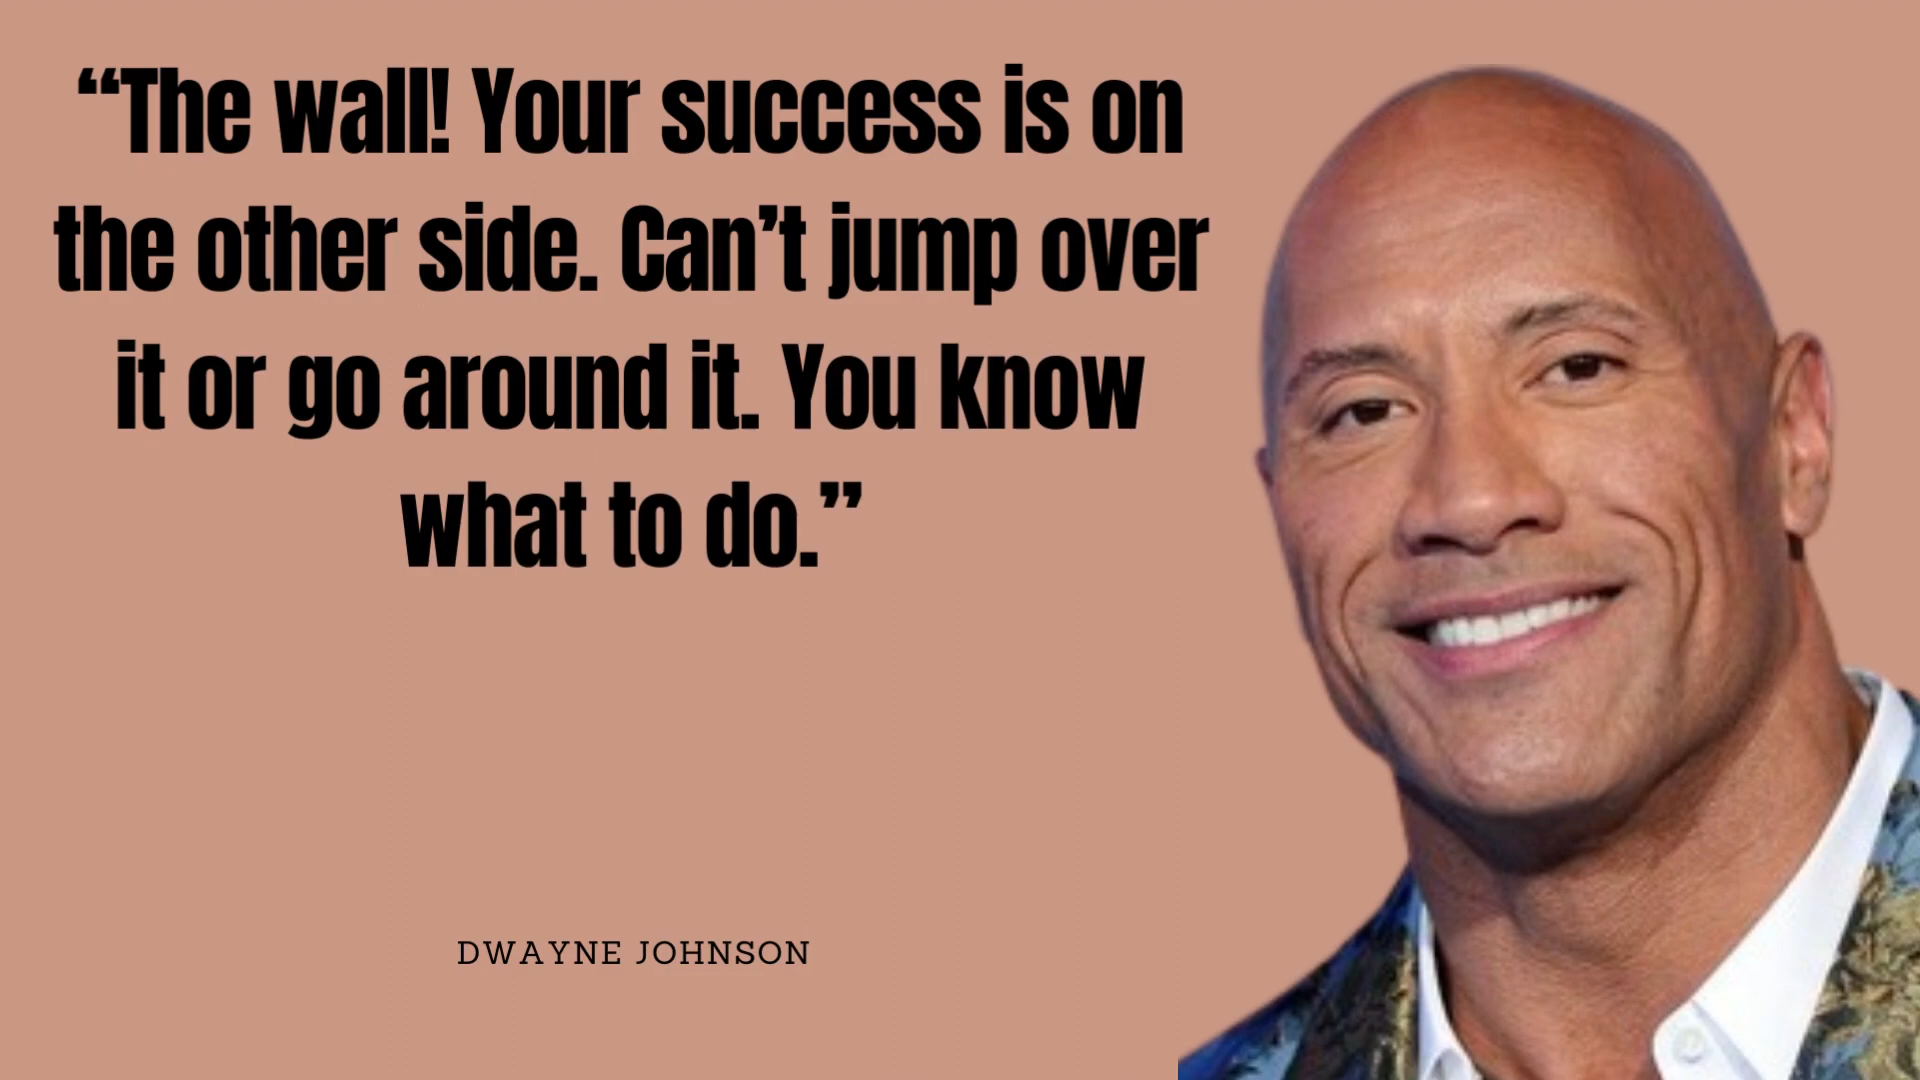 “The wall! Your success is on
the other side. Can’t jump over
it or go around it. You know
what to do.”
DWAYNE JOHNSON